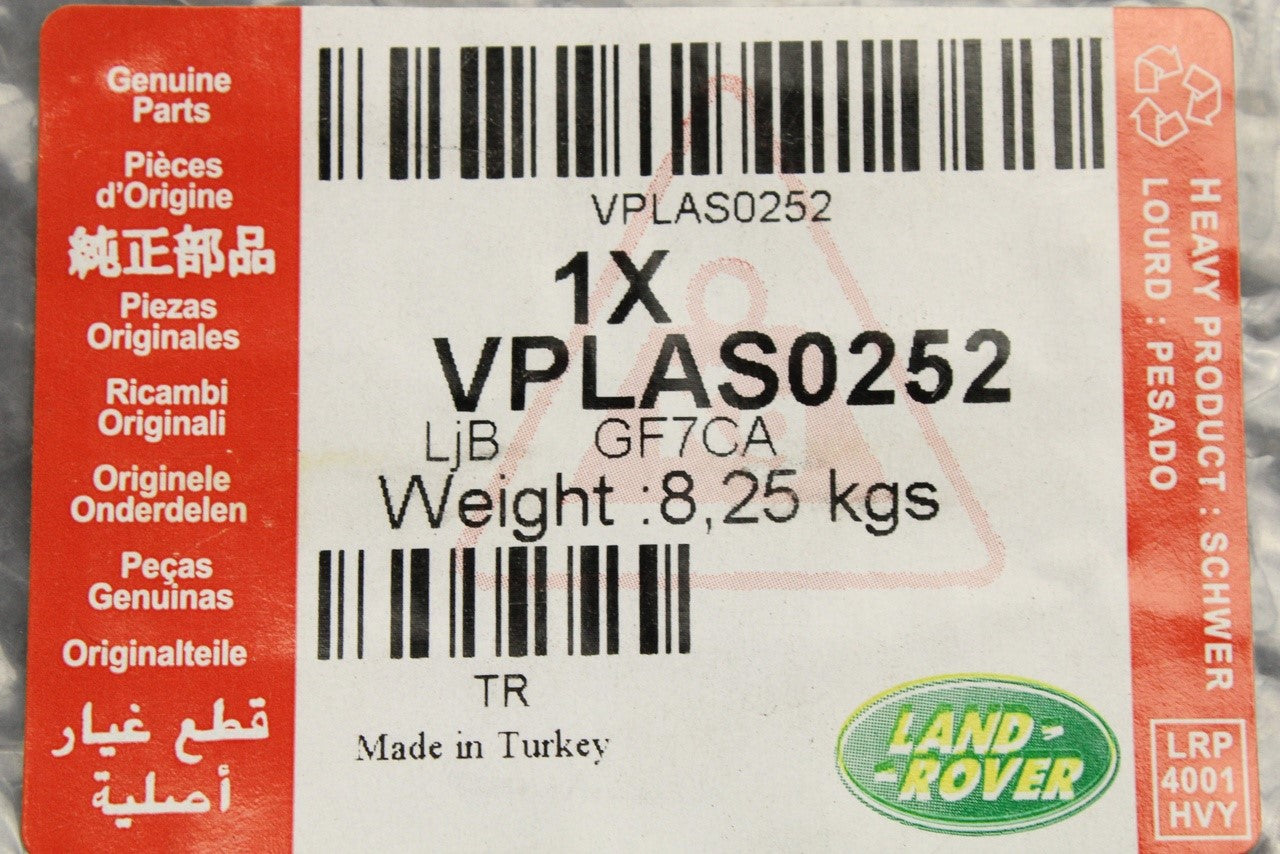 Genuine
Parts
Pièces
d'Origine
純正部品
Piezas
Originales
Ricambi
Originali
Originele
Onderdelen
Peças
Genuinas
Originalteile
قطع غيار
أصلية
VPLAS0252
1X
VPLAS0252
LjB GF7CA
Weight :8,25 kgs
TR
Made in Turkey
LAND-
-ROVER
HEAVY PRODUCT : SCHWER
LOURD : PESADO
LRP
4001
HVY